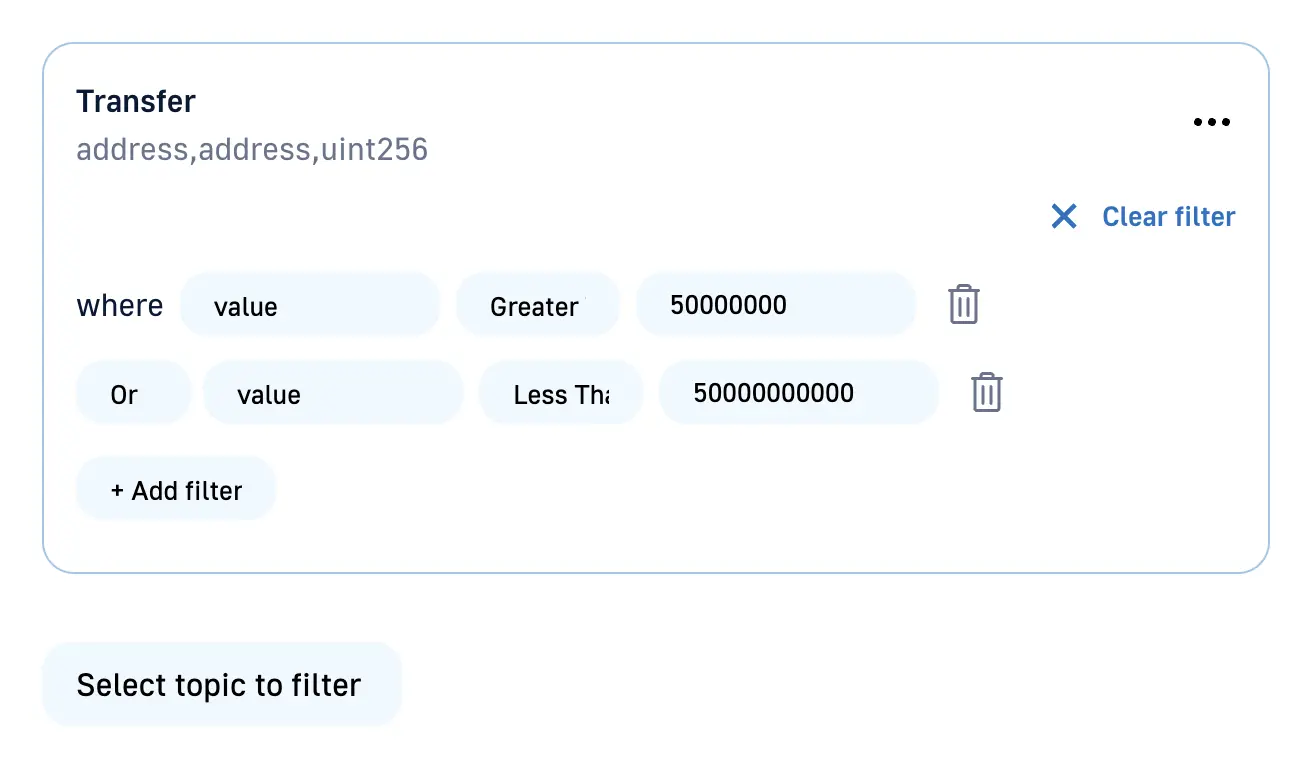 Transfer
address,address,uint256
Clear filter
where value Greater 50000000
Or value Less Tha 50000000000
+ Add filter
Select topic to filter